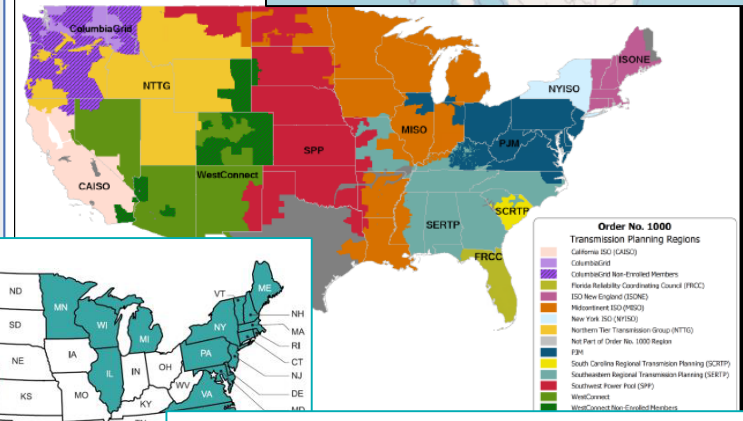 ColumbiaGrid
NTTG
CAISO
WestConnect
SPP
MISO
SERTP
SCRTP
FRCC
PJM
NYISO
ISONE
Order No. 1000
Transmission Planning Regions
California ISO (CAISO)
ColumbiaGrid
ColumbiaGrid Non-Enrolled Members
Florida Reliability Coordinating Council (FRCC)
ISO New England (ISONE)
Midcontinent ISO (MISO)
New York ISO (NYISO)
Northern Tier Transmission Group (NTTG)
Not Part of Order No. 1000 Region
PJM
South Carolina Regional Transmission Planning (SCRTP)
Southeastern Regional Transmission Planning (SERTP)
Southwest Power Pool (SPP)
WestConnect
WestConnect Non-Enrolled Members
ND
SD
NE
KS
MN
IA
MO
WI
IL
MI
IN
KY
OH
WV
VA
PA
NY
VT
ME
NH
MA
RI
CT
NJ
DE
MD